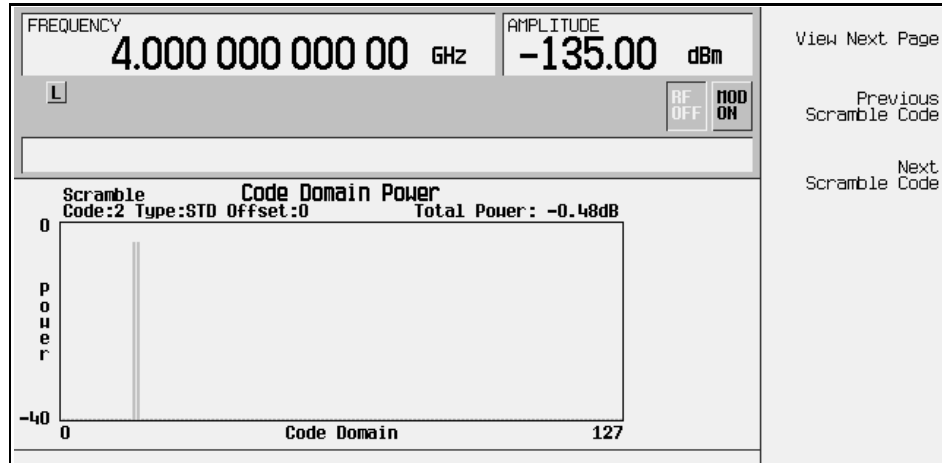 FREQUENCY
4.000 000 000 00 GHz
AMPLITUDE
-135.00 dBm
L
RF
OFF
MOD
ON
View Next Page
Previous
Scramble Code
Next
Scramble Code
Scramble Code Domain Power
Code:2 Type:STD Offset:0 Total Power: -0.48dB
0
Power
-40
0 Code Domain 127